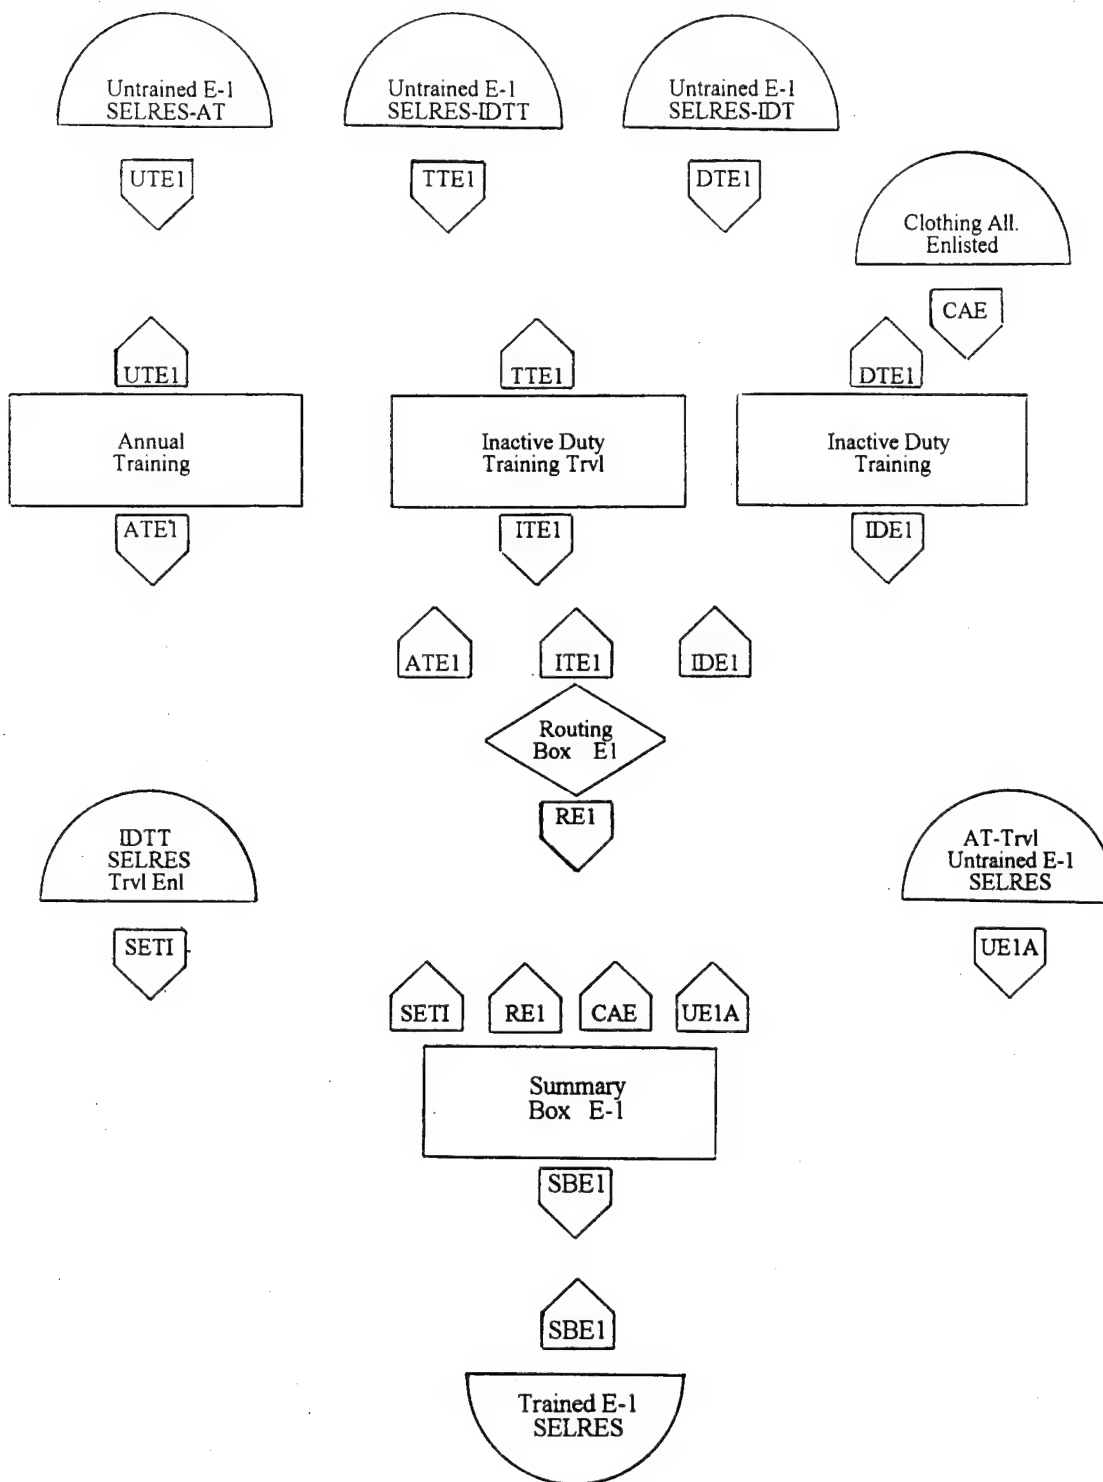 Untrained E-1
SELRES-AT
Untrained E-1
SELRES-IDTT
Untrained E-1
SELRES-IDT
UTE1
TTE1
DTE1
Clothing All.
Enlisted
CAE
UTE1
TTE1
DTE1
Annual
Training
Inactive Duty
Training Trvl
Inactive Duty
Training
ATE1
ITE1
IDE1
ATE1
ITE1
IDE1
Routing
Box E1
RE1
IDTT
SELRES
Trvl Enl
AT-Trvl
Untrained E-1
SELRES
SETI
UE1A
SETI
RE1
CAE
UE1A
Summary
Box E-1
SBE1
SBE1
Trained E-1
SELRES